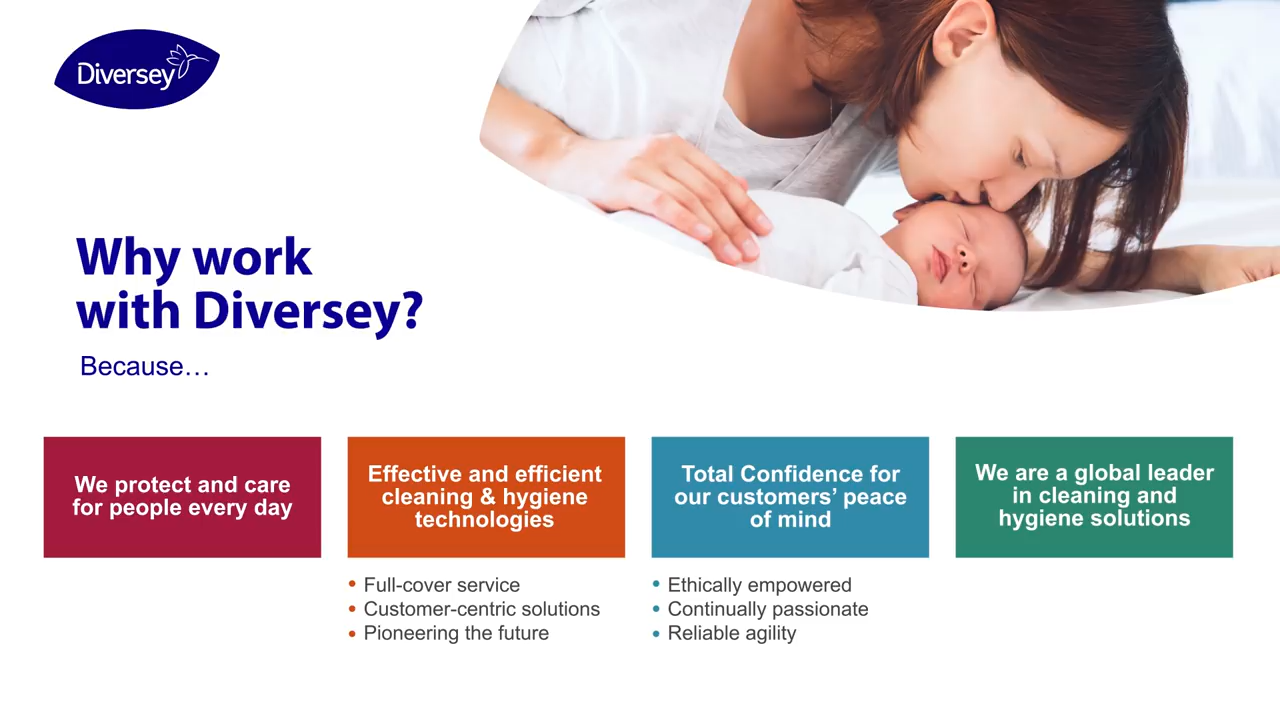 Diversey
Why work
with Diversey?
Because…
We protect and care
for people every day
Effective and efficient
cleaning & hygiene
technologies
• Full-cover service
• Customer-centric solutions
• Pioneering the future
Total Confidence for
our customers’ peace
of mind
• Ethically empowered
• Continually passionate
• Reliable agility
We are a global leader
in cleaning and
hygiene solutions